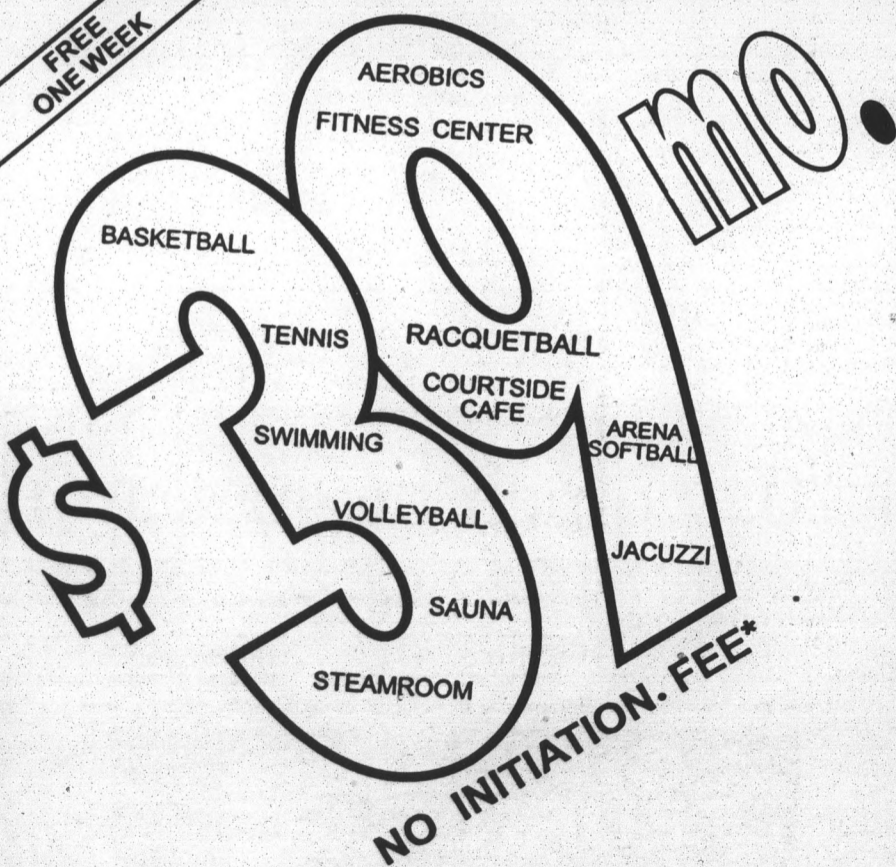 FREE
ONE WEEK
$39 mo.
AEROBICS
FITNESS CENTER
BASKETBALL
TENNIS
RACQUETBALL
COURTSIDE
CAFE
SWIMMING
ARENA
SOFTBALL
VOLLEYBALL
JACUZZI
SAUNA
STEAMROOM
NO INITIATION. FEE*